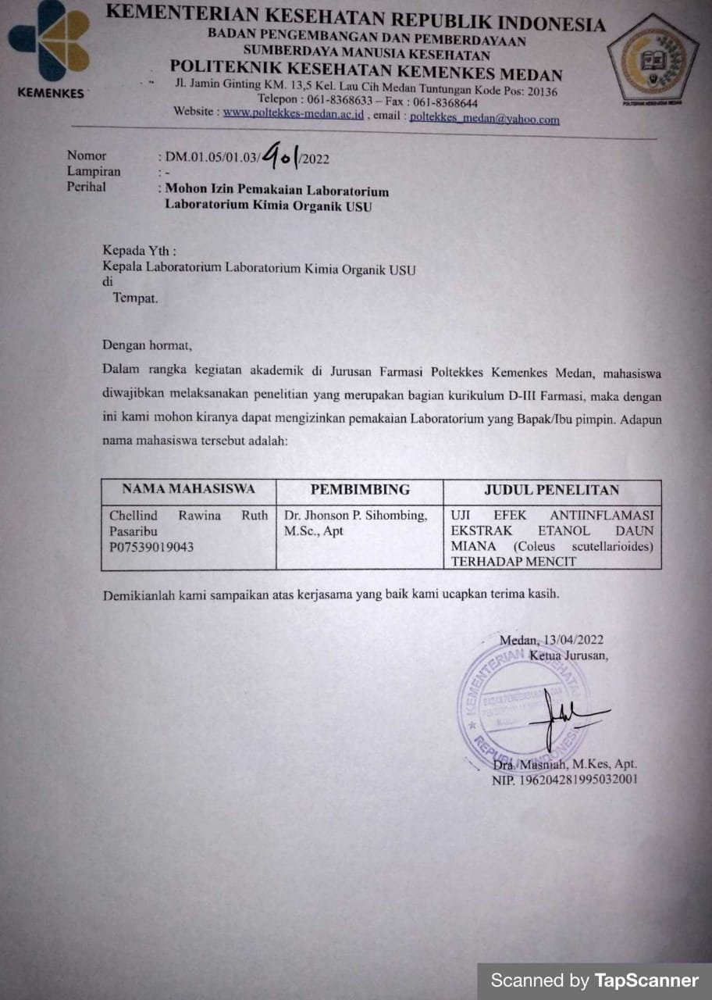 KEMENTERIAN KESEHATAN REPUBLIK INDONESIA
BADAN PENGEMBANGAN DAN PEMBERDAYAAN
SUMBERDAYA MANUSIA KESEHATAN
POLITEKNIK KESEHATAN KEMENKES MEDAN
Jl. Jamin Ginting KM. 13,5 Kel. Lau Cih Medan Tuntungan Kode Pos: 20136
Telepon : 061-8368633 – Fax : 061-8368644
Website : www.poltekkes-medan.ac.id , email : poltekkes_medan@yahoo.com
KEMENKES
POLITEKNIK KESEHATAN MEDAN
Nomor : DM.01.05/01.03/901/2022
Lampiran : -
Perihal : Mohon Izin Pemakaian Laboratorium
Laboratorium Kimia Organik USU
Kepada Yth :
Kepala Laboratorium Laboratorium Kimia Organik USU
di
Tempat.
Dengan hormat,
Dalam rangka kegiatan akademik di Jurusan Farmasi Poltekkes Kemenkes Medan, mahasiswa
diwajibkan melaksanakan penelitian yang merupakan bagian kurikulum D-III Farmasi, maka dengan
ini kami mohon kiranya dapat mengizinkan pemakaian Laboratorium yang Bapak/Ibu pimpin. Adapun
nama mahasiswa tersebut adalah:
NAMA MAHASISWA PEMBIMBING JUDUL PENELITAN
Chellind Rawina Ruth
Pasaribu
P07539019043
Dr. Jhonson P. Sihombing,
M.Sc., Apt
UJI EFEK ANTIINFLAMASI
EKSTRAK ETANOL DAUN
MIANA (Coleus scutellarioides)
TERHADAP MENCIT
Demikianlah kami sampaikan atas kerjasama yang baik kami ucapkan terima kasih.
Medan, 13/04/2022
Ketua Jurusan,
KEMENTERIAN KESEHATAN
BADAN PENGEMBANGAN DAN
REPUBLIK INDONESIA
Dra. Masniah, M.Kes, Apt.
NIP. 196204281995032001
Scanned by TapScanner